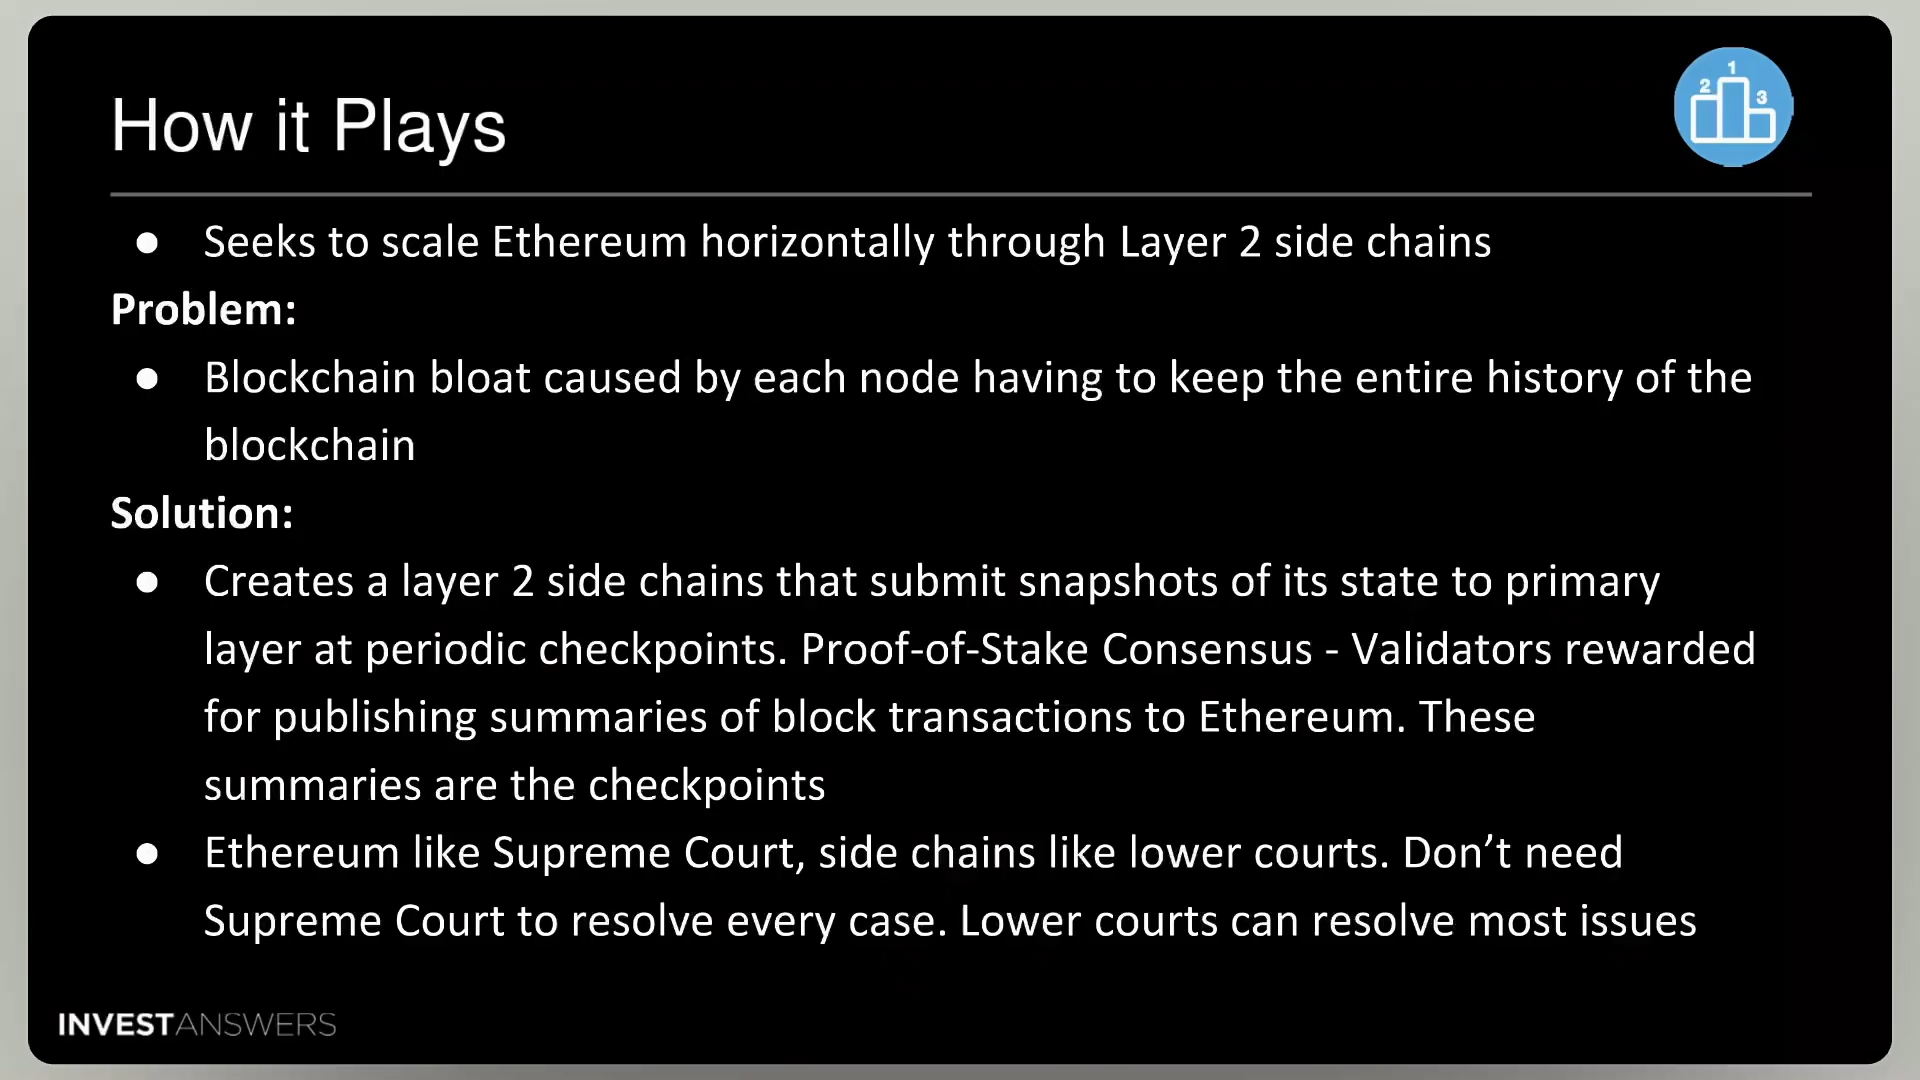 How it Plays
2 1 3
● Seeks to scale Ethereum horizontally through Layer 2 side chains
Problem:
● Blockchain bloat caused by each node having to keep the entire history of the
blockchain
Solution:
● Creates a layer 2 side chains that submit snapshots of its state to primary
layer at periodic checkpoints. Proof-of-Stake Consensus - Validators rewarded
for publishing summaries of block transactions to Ethereum. These
summaries are the checkpoints
● Ethereum like Supreme Court, side chains like lower courts. Don’t need
Supreme Court to resolve every case. Lower courts can resolve most issues
INVESTANSWERS